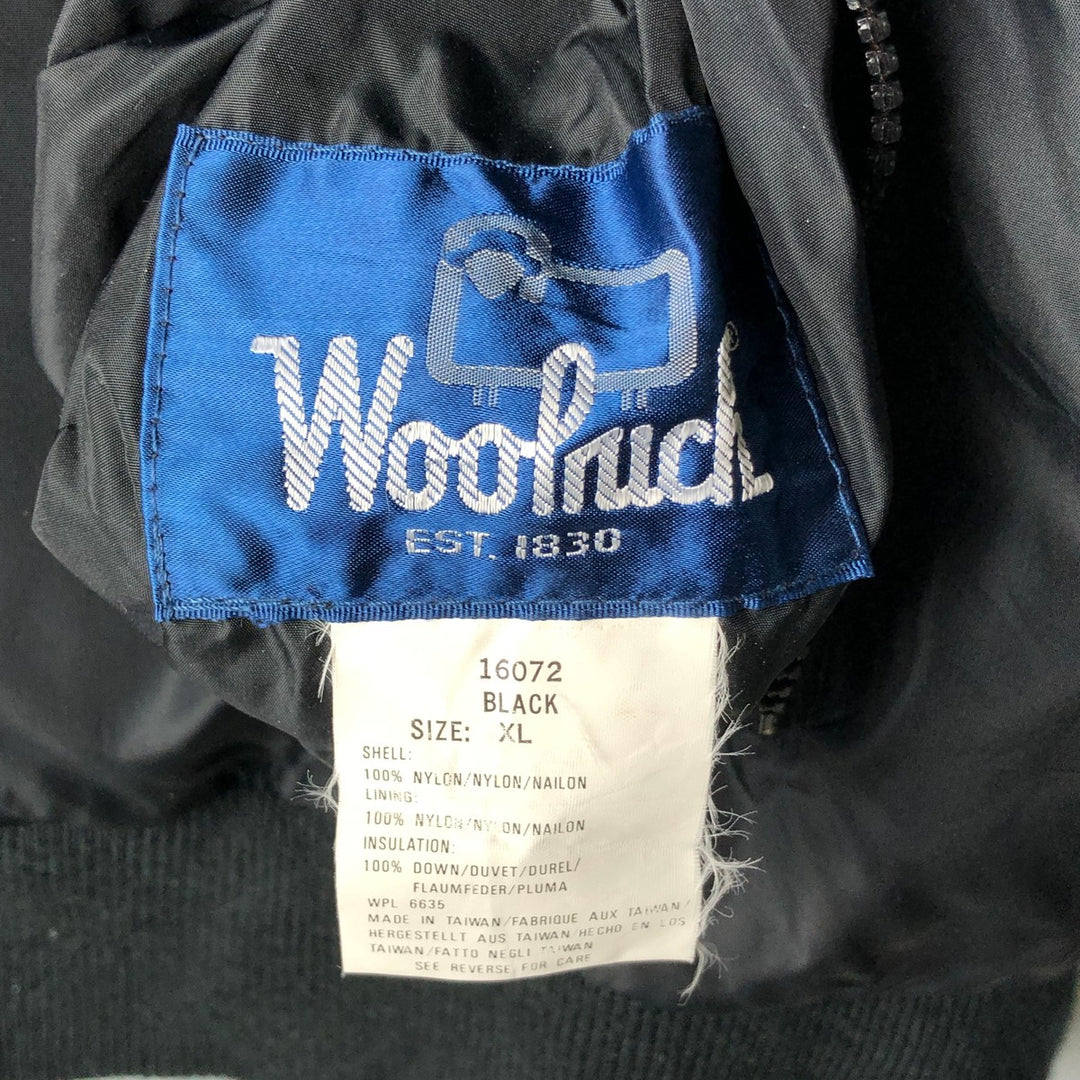 Woolrich®
EST. 1830
16072
BLACK
SIZE: XL
SHELL:
100% NYLON/NYLON/NAILON
LINING:
100% NYLON/NYLON/NAILON
INSULATION:
100% DOWN/DUVET/DUREL/
FLAUMFEDER/PLUMA
WPL 6635
MADE IN TAIWAN/FABRIQUE AUX TAIWAN/
HERGESTELLT AUS TAIWAN/HECHO EN LOS
TAIWAN/FATTO NEGLI TAIWAN
SEE REVERSE FOR CARE